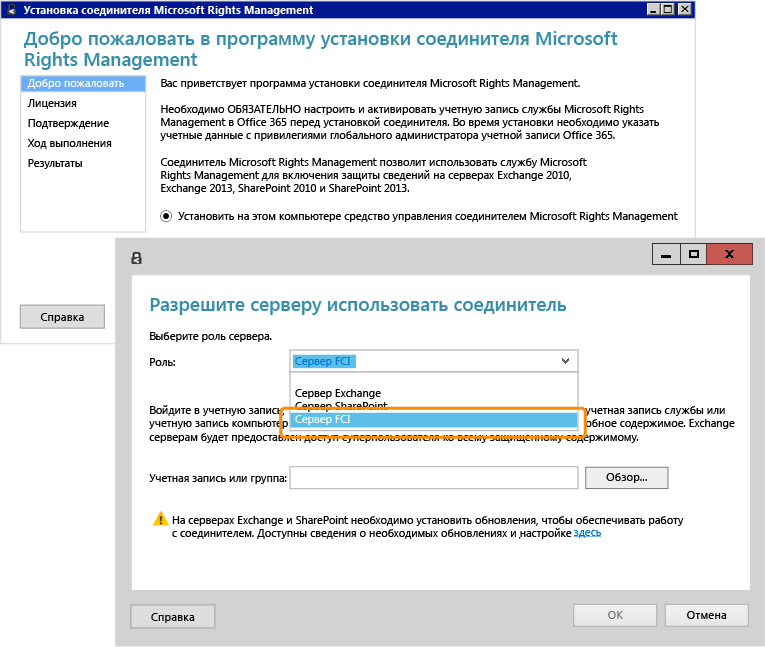 Установка соединителя Microsoft Rights Management
Добро пожаловать в программу установки соединителя Microsoft
Rights Management
Добро пожаловать
Лицензия
Подтверждение
Ход выполнения
Результаты
Вас приветствует программа установки соединителя Microsoft Rights Management.
Необходимо ОБЯЗАТЕЛЬНО настроить и активировать учетную запись службы Microsoft Rights
Management в Office 365 перед установкой соединителя. Во время установки необходимо указать
учетные данные с привилегиями глобального администратора учетной записи Office 365.
Соединитель Microsoft Rights Management позволит использовать службу Microsoft
Rights Management для включения защиты сведений на серверах Exchange 2010,
Exchange 2013, SharePoint 2010 и SharePoint 2013.
Установить на этом компьютере средство управления соединителем Microsoft Rights Management
Справка
Разрешите серверу использовать соединитель
Выберите роль сервера.
Роль:
Сервер FCI
Сервер Exchange
Сервер SharePoint
Сервер FCI
Войдите в учетную запись, учетная запись службы или
учетную запись компьютер обное содержимое. Exchange
серверам будет предоставлен доступ суперпользователя ко всему защищенному содержимому.
Учетная запись или группа:
Обзор...
На серверах Exchange и SharePoint необходимо установить обновления, чтобы обеспечивать работу
с соединителем. Доступны сведения о необходимых обновлениях и настройке здесь
Справка
OK
Отмена